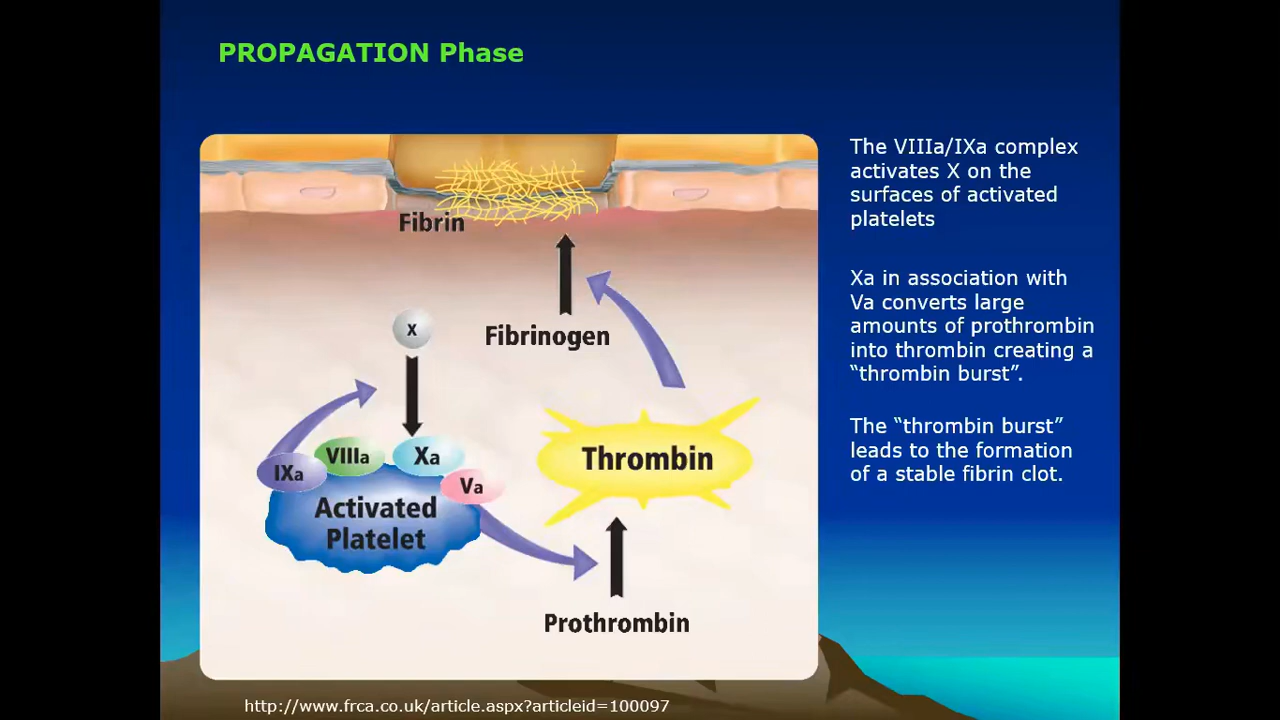 PROPAGATION Phase
Fibrin
X
Fibrinogen
IXa
VIIIa
Xa
Va
Activated
Platelet
Thrombin
Prothrombin
The VIIIa/IXa complex
activates X on the
surfaces of activated
platelets
Xa in association with
Va converts large
amounts of prothrombin
into thrombin creating a
“thrombin burst”.
The “thrombin burst”
leads to the formation
of a stable fibrin clot.
http://www.frca.co.uk/article.aspx?articleid=100097